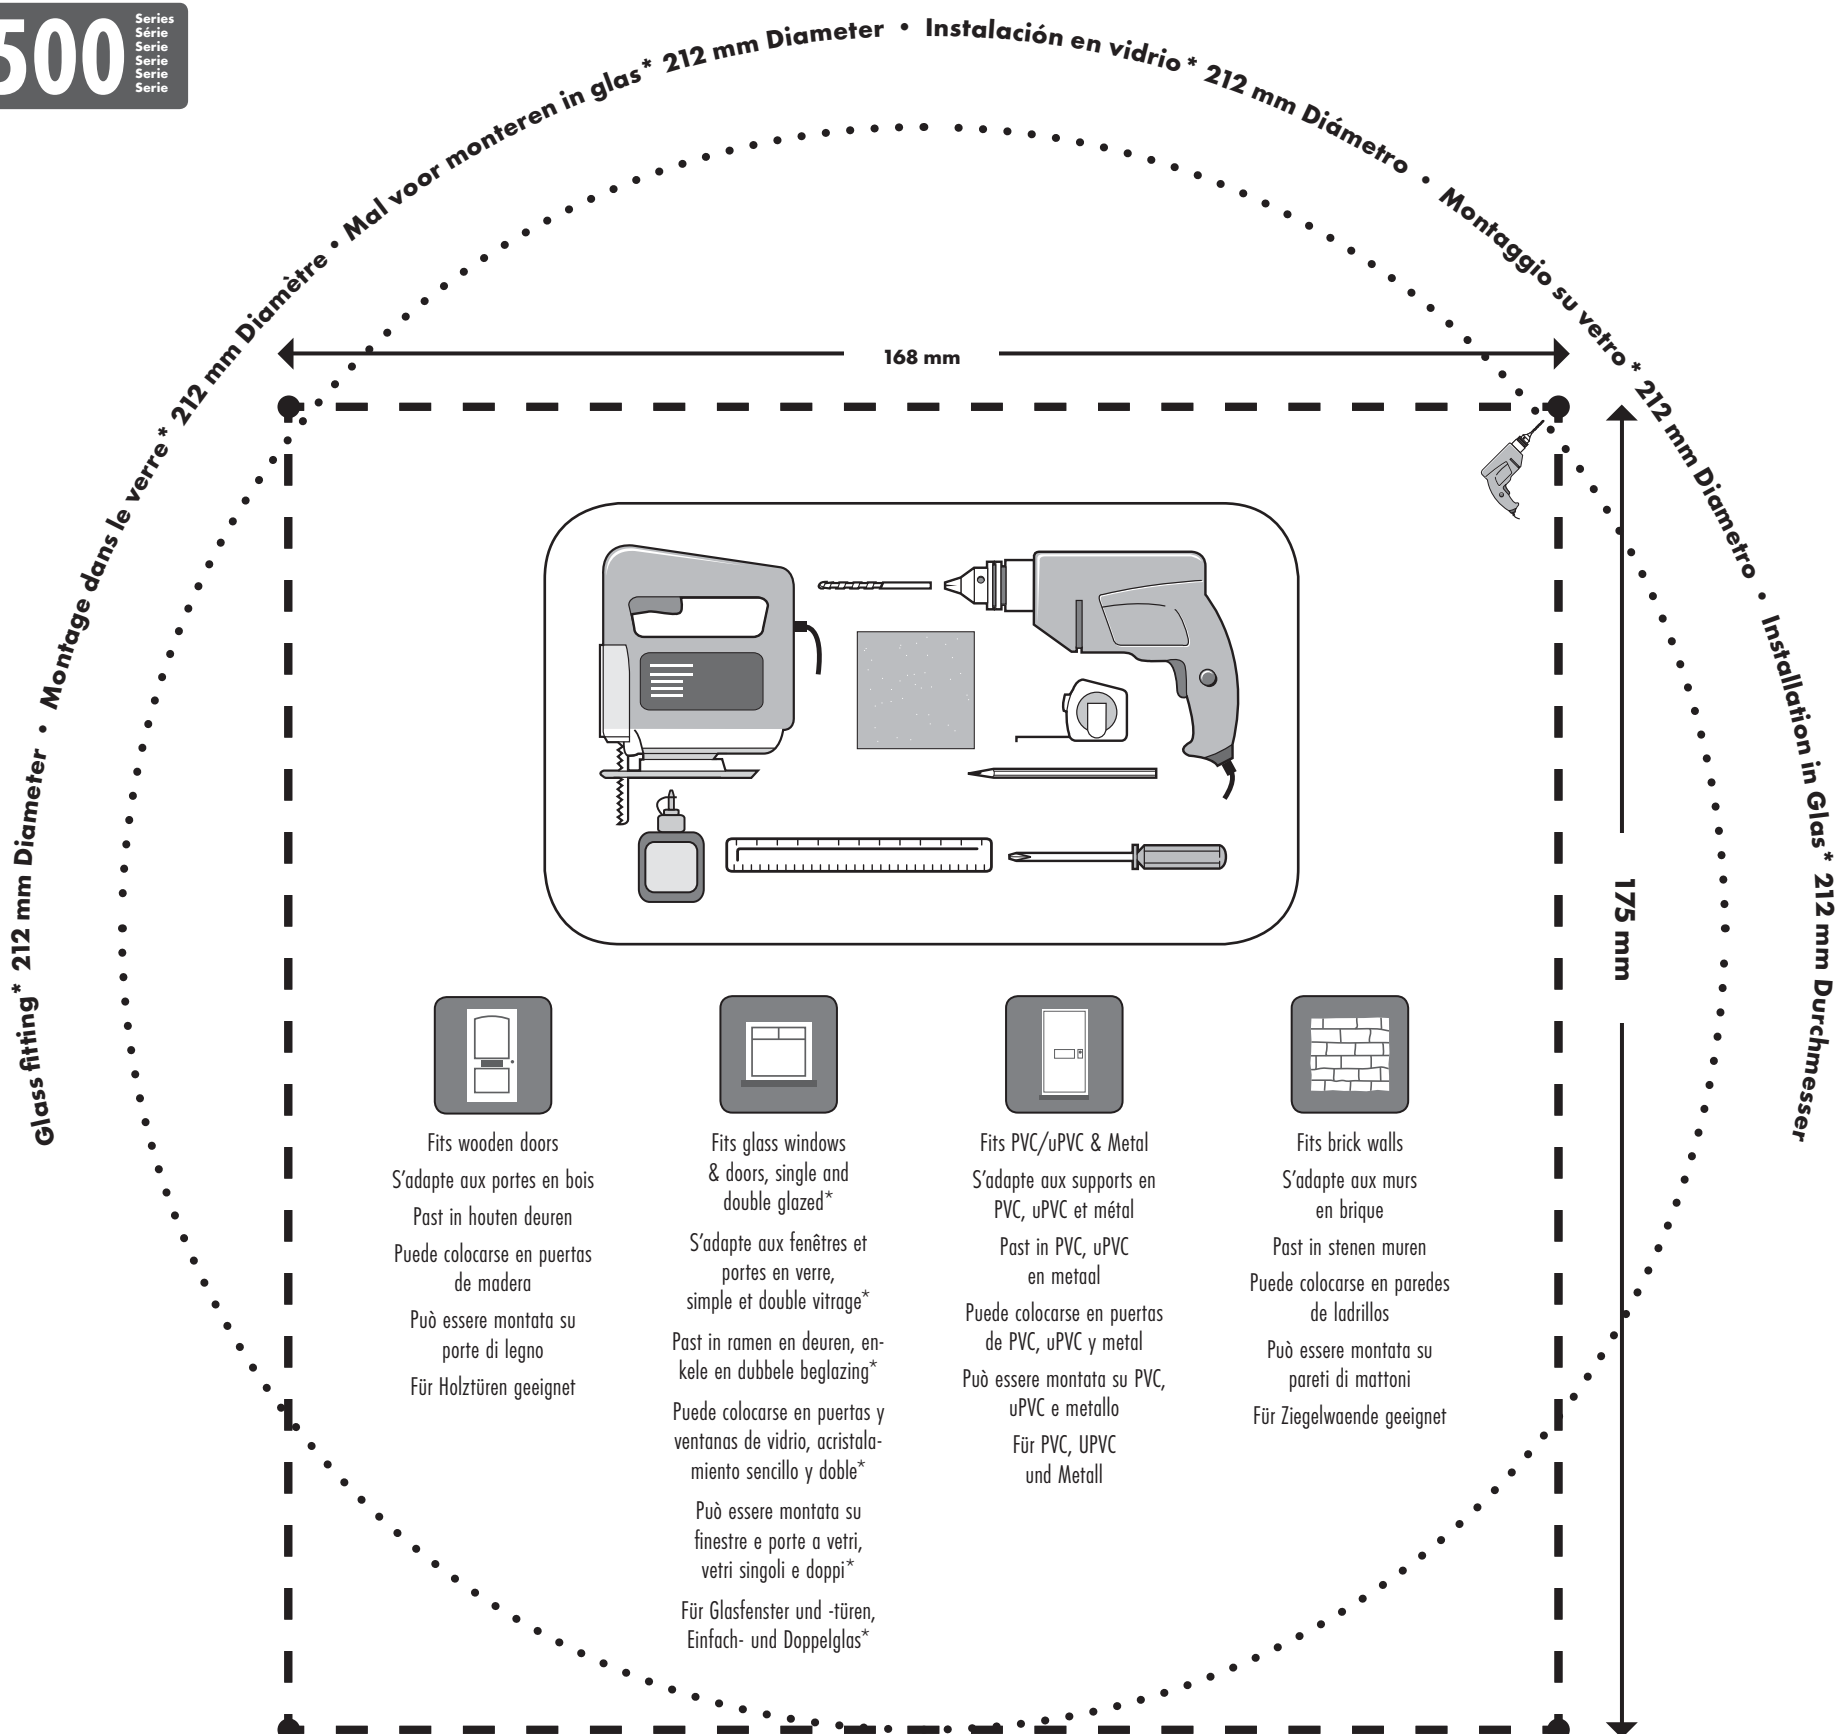 500
Series
Série
Serie
Serie
Serie
Serie
Glass fitting* 212 mm Diameter • Montage dans le verre* 212 mm Diamètre • Mal voor monteren in glas* 212 mm Diameter • Instalación en vidrio* 212 mm Diámetro • Montaggio su vetro* 212 mm Diametro • Installation in Glas* 212 mm Durchmesser
168 mm
175 mm
Fits wooden doors
S’adapte aux portes en bois
Past in houten deuren
Puede colocarse en puertas
de madera
Può essere montata su
porte di legno
Für Holztüren geeignet
Fits glass windows
& doors, single and
double glazed*
S’adapte aux fenêtres et
portes en verre,
simple et double vitrage*
Past in ramen en deuren, en-
kele en dubbele beglazing*
Puede colocarse en puertas y
ventanas de vidrio, acristala-
miento sencillo y doble*
Può essere montata su
finestre e porte a vetri,
vetri singoli e doppi*
Für Glasfenster und -türen,
Einfach- und Doppelglas*
Fits PVC/uPVC & Metal
S’adapte aux supports en
PVC, uPVC et métal
Past in PVC, uPVC
en metaal
Puede colocarse en puertas
de PVC, uPVC y metal
Può essere montata su PVC,
uPVC e metallo
Für PVC, UPVC
und Metall
Fits brick walls
S’adapte aux murs
en brique
Past in stenen muren
Puede colocarse en paredes
de ladrillos
Può essere montata su
pareti di mattoni
Für Ziegelwaende geeignet